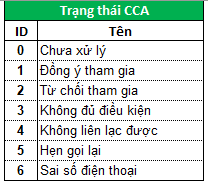 Trạng thái CCA
ID Tên
0 Chưa xử lý
1 Đồng ý tham gia
2 Từ chối tham gia
3 Không đủ điều kiện
4 Không liên lạc được
5 Hẹn gọi lại
6 Sai số điện thoại